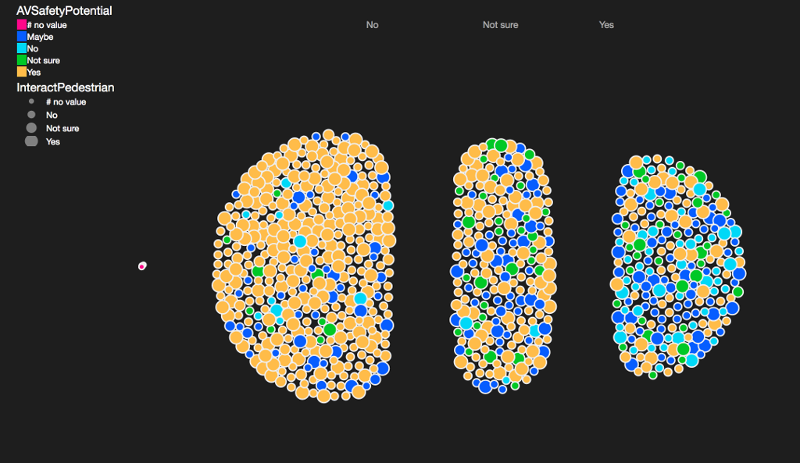 AVSafetyPotential
# no value
Maybe
No
Not sure
Yes
InteractPedestrian
# no value
No
Not sure
Yes
No Not sure Yes